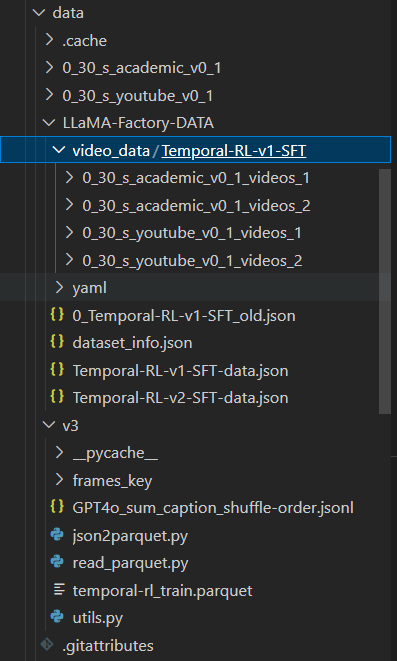 data
.cache
0_30_s_academic_v0_1
0_30_s_youtube_v0_1
LLaMA-Factory-DATA
video_data / Temporal-RL-v1-SFT
0_30_s_academic_v0_1_videos_1
0_30_s_academic_v0_1_videos_2
0_30_s_youtube_v0_1_videos_1
0_30_s_youtube_v0_1_videos_2
yaml
0_Temporal-RL-v1-SFT_old.json
dataset_info.json
Temporal-RL-v1-SFT-data.json
Temporal-RL-v2-SFT-data.json
v3
__pycache__
frames_key
GPT4o_sum_caption_shuffle-order.jsonl
json2parquet.py
read_parquet.py
temporal-rl_train.parquet
utils.py
.gitattributes